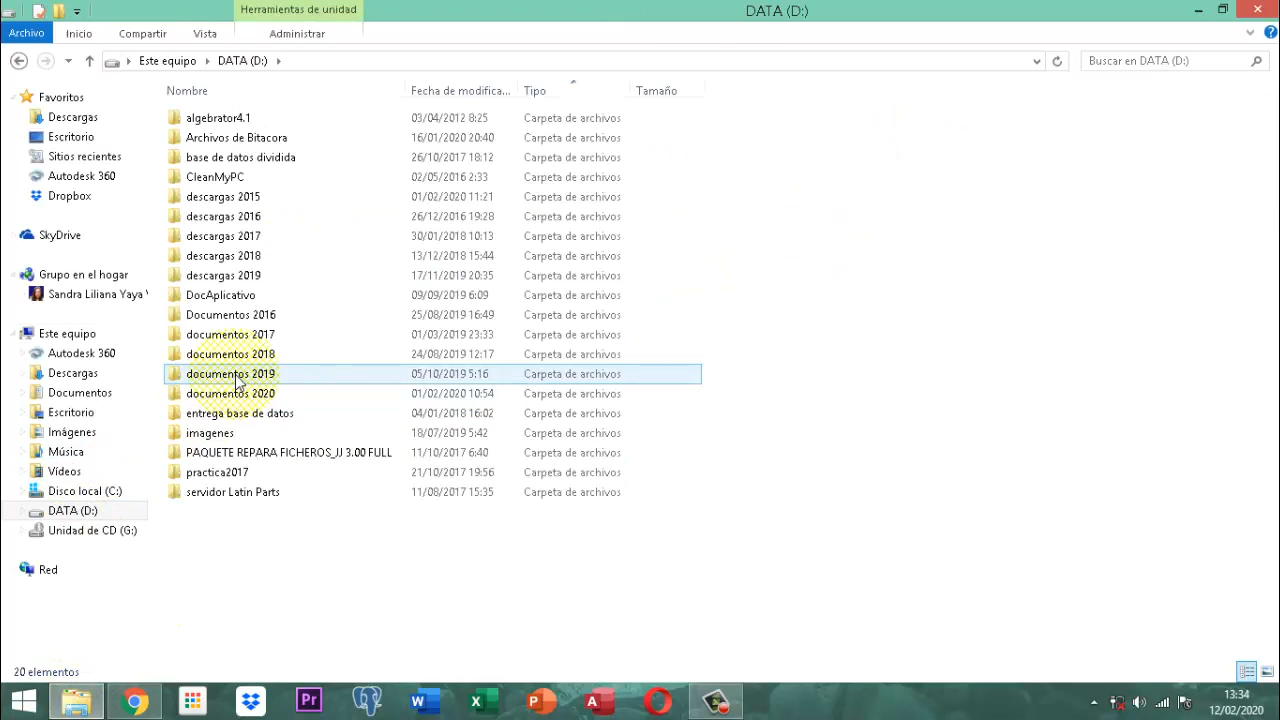 Herramientas de unidad
DATA (D:)
Archivo Inicio Compartir Vista Administrar
Este equipo DATA (D:)
Buscar en DATA (D:)
Favoritos
Descargas
Escritorio
Sitios recientes
Autodesk 360
Dropbox
SkyDrive
Grupo en el hogar
Sandra Liliana Yaya
Este equipo
Autodesk 360
Descargas
Documentos
Escritorio
Imágenes
Música
Vídeos
Disco local (C:)
DATA (D:)
Unidad de CD (G:)
Red
Nombre Fecha de modifica... Tipo Tamaño
algebrator4.1 03/04/2012 8:25 Carpeta de archivos
Archivos de Bitacora 16/01/2020 20:40 Carpeta de archivos
base de datos dividida 26/10/2017 18:12 Carpeta de archivos
CleanMyPC 02/05/2016 2:33 Carpeta de archivos
descargas 2015 01/02/2020 11:21 Carpeta de archivos
descargas 2016 26/12/2016 19:28 Carpeta de archivos
descargas 2017 30/01/2018 10:13 Carpeta de archivos
descargas 2018 13/12/2018 15:44 Carpeta de archivos
descargas 2019 17/11/2019 20:35 Carpeta de archivos
DocAplicativo 09/09/2019 6:09 Carpeta de archivos
Documentos 2016 25/08/2019 16:49 Carpeta de archivos
documentos 2017 01/03/2019 23:33 Carpeta de archivos
documentos 2018 24/08/2019 12:17 Carpeta de archivos
documentos 2019 05/10/2019 5:16 Carpeta de archivos
documentos 2020 01/02/2020 10:54 Carpeta de archivos
entrega base de datos 04/01/2018 16:02 Carpeta de archivos
imagenes 18/07/2019 5:42 Carpeta de archivos
PAQUETE REPARA FICHEROS_JJ 3.00 FULL 11/10/2017 6:40 Carpeta de archivos
practica2017 21/10/2017 19:56 Carpeta de archivos
servidor Latin Parts 11/08/2017 15:35 Carpeta de archivos
20 elementos
13:34
12/02/2020